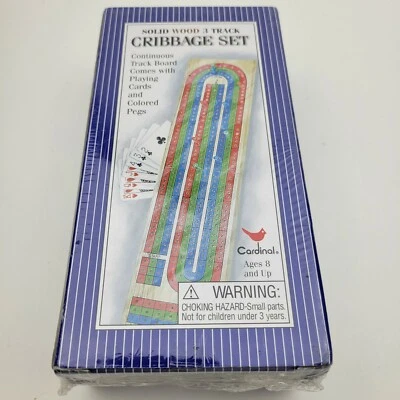 SOLID WOOD 3 TRACK
CRIBBAGE SET
Continuous
Track Board
Comes with
Playing
Cards
and
Colored
Pegs
Cardinal®
Ages 8
and Up
WARNING:
CHOKING HAZARD-Small parts.
Not for children under 3 years.